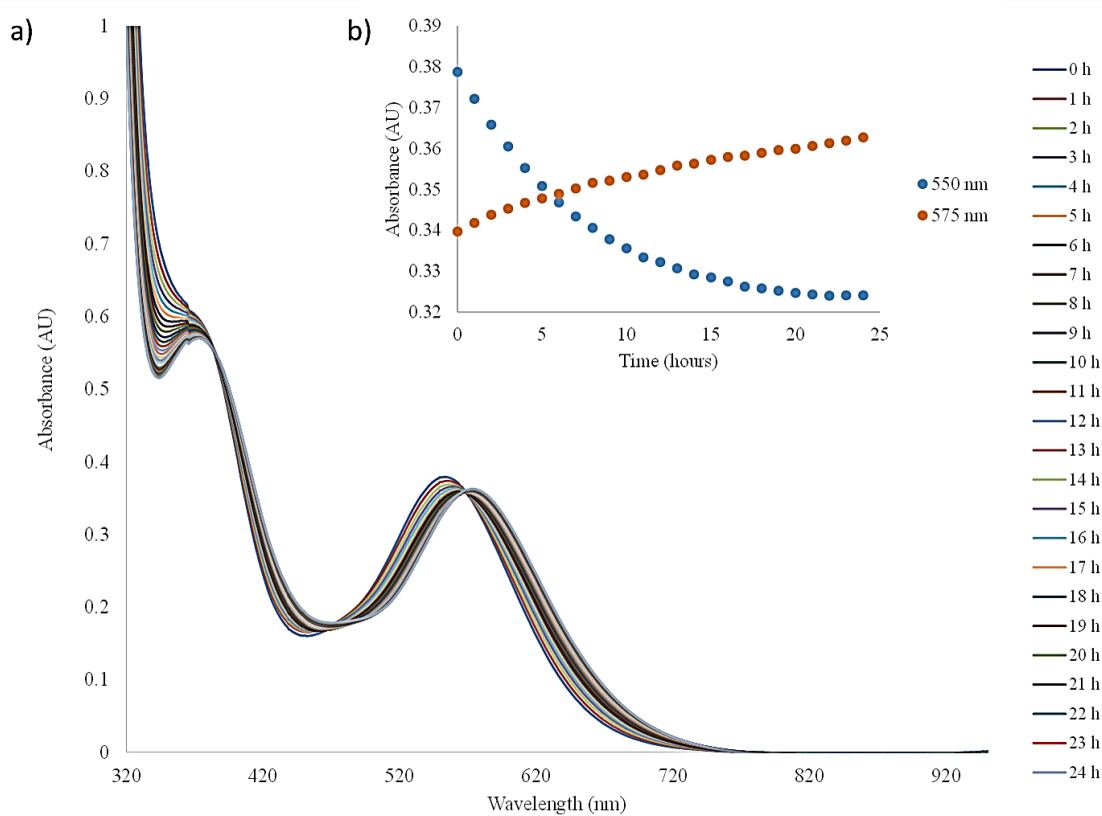 a)
Absorbance (AU)
1
0.9
0.8
0.7
0.6
0.5
0.4
0.3
0.2
0.1
0
320
420
520
620
720
820
920
Wavelength (nm)
b)
Absorbance (AU)
0.39
0.38
0.37
0.36
0.35
0.34
0.33
0.32
0
5
10
15
20
25
Time (hours)
550 nm
575 nm
0 h
1 h
2 h
3 h
4 h
5 h
6 h
7 h
8 h
9 h
10 h
11 h
12 h
13 h
14 h
15 h
16 h
17 h
18 h
19 h
20 h
21 h
22 h
23 h
24 h